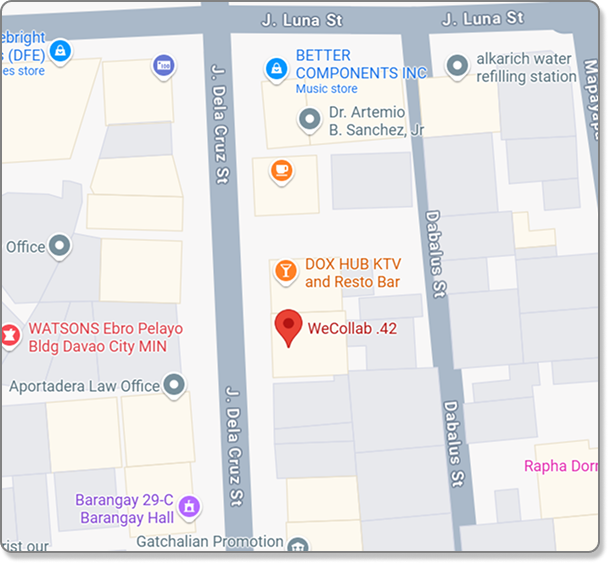 J. Luna St
J. Luna St
ebright
s (DFE)
es store
BETTER
COMPONENTS INC
Music store
alkarich water
refilling station
Mapayapa
J. Dela Cruz St
Dr. Artemio
B. Sanchez, Jr
Dabalus St
Office
DOX HUB KTV
and Resto Bar
WeCollab .42
WATSONS Ebro Pelayo
Bldg Davao City MIN
Aportadera Law Office
J. Dela Cruz St
Dabalus St
Rapha Dorr
Barangay 29-C
Barangay Hall
Gatchalian Promotion
rist our